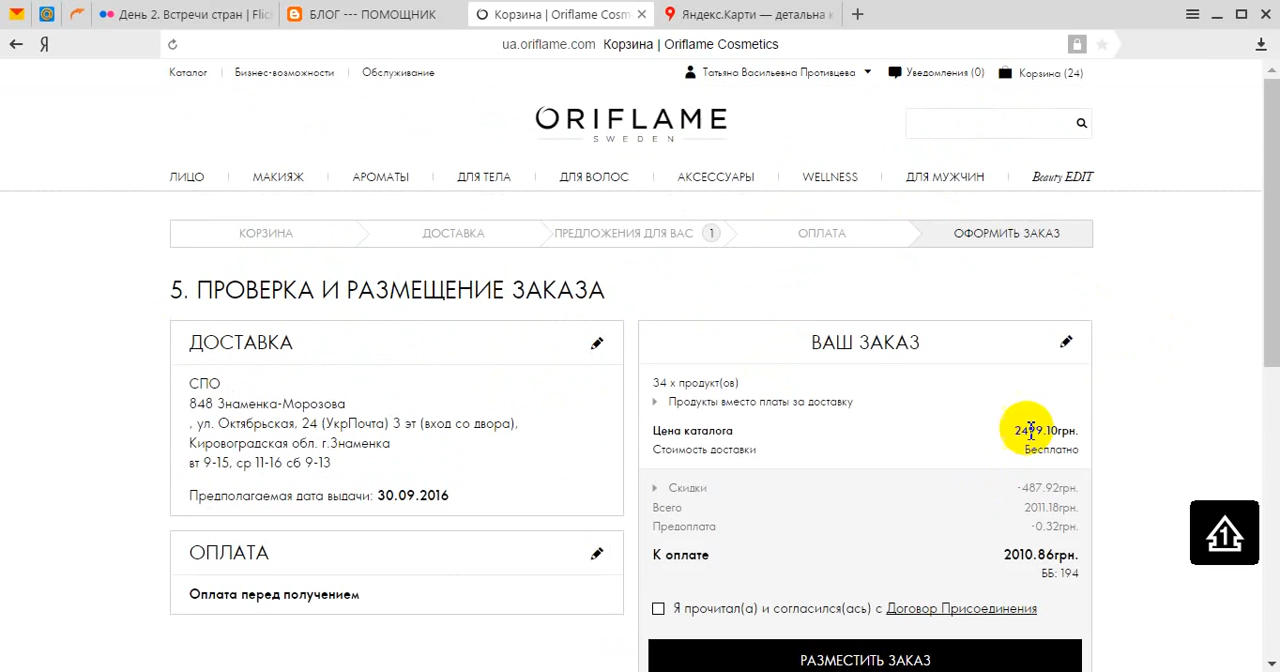 День 2. Встречи стран | Flic
БЛОГ --- ПОМОЩНИК
Корзина | Oriflame Cosm
Яндекс.Карти — детальна к
Я
ua.oriflame.com Корзина | Oriflame Cosmetics
Каталог Бизнес-возможности Обслуживание
Татьяна Васильевна Противцева Уведомления (0) Корзина (24)
ORIFLAME
SWEDEN
ЛИЦО МАКИЯЖ АРОМАТЫ ДЛЯ ТЕЛА ДЛЯ ВОЛОС АКСЕССУАРЫ WELLNESS ДЛЯ МУЖЧИН Beauty EDIT
КОРЗИНА ДОСТАВКА ПРЕДЛОЖЕНИЯ ДЛЯ ВАС 1 ОПЛАТА ОФОРМИТЬ ЗАКАЗ
5. ПРОВЕРКА И РАЗМЕЩЕНИЕ ЗАКАЗА
ДОСТАВКА
СПО
848 Знаменка-Морозова
, ул. Октябрьская, 24 (УкрПочта) 3 эт (вход со двора),
Кировоградская обл. г.Знаменка
вт 9-15, ср 11-16 сб 9-13
Предполагаемая дата выдачи: 30.09.2016
ОПЛАТА
Оплата перед получением
ВАШ ЗАКАЗ
34 x продукт(ов)
Продукты вместо платы за доставку
Цена каталога 2499.10грн.
Стоимость доставки Бесплатно
Скидки -487.92грн.
Всего 2011.18грн.
Предоплата -0.32грн.
К оплате 2010.86грн.
ББ: 194
Я прочитал(а) и согласился(ась) с Договор Присоединения
РАЗМЕСТИТЬ ЗАКАЗ
1